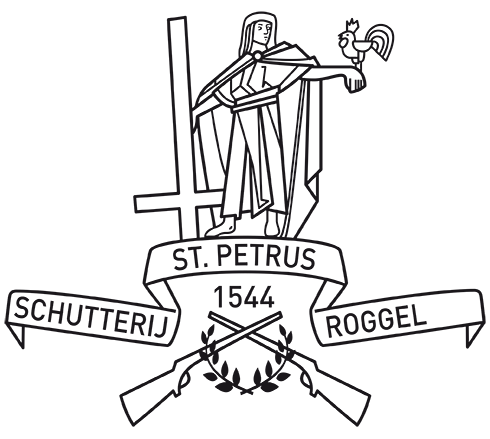 ST. PETRUS
1544
SCHUTTERIJ
ROGGEL